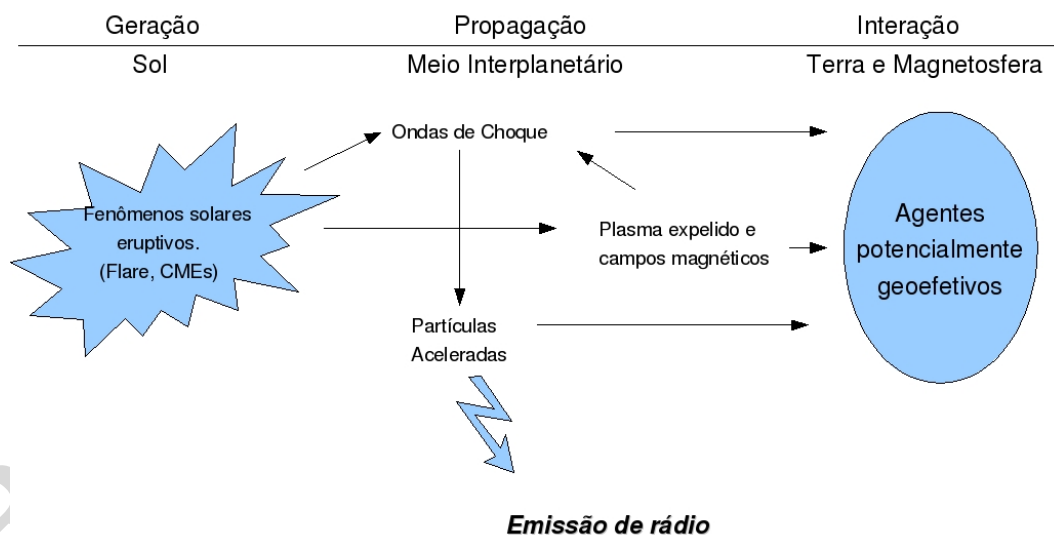 Geração
Propagação
Interação
Sol
Meio Interplanetário
Terra e Magnetosfera
Ondas de Choque
Fenômenos solares
eruptivos.
(Flare, CMEs)
Plasma expelido e
campos magnéticos
Agentes
potencialmente
geoefetivos
Partículas
Aceleradas
Emissão de rádio